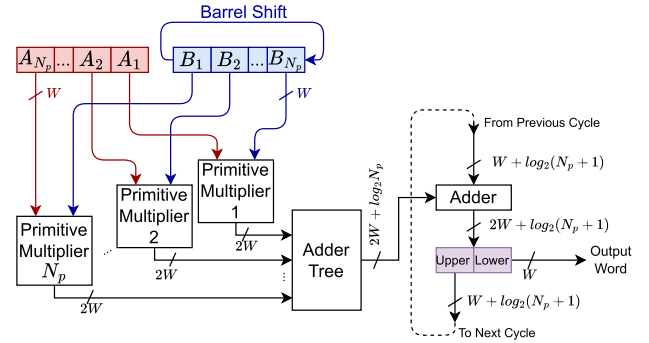 Barrel Shift
A_{N_p} ... A_2 A_1
B_1 B_2 ... B_{N_p}
W
W
From Previous Cycle
W + log_2(N_p + 1)
Primitive
Multiplier
1
Primitive
Multiplier
2
Primitive
Multiplier
N_p
...
2W
2W
2W
Adder
Tree
...
2W + log_2 N_p
Adder
2W + log_2(N_p + 1)
Upper Lower
W
Output
Word
W + log_2(N_p + 1)
To Next Cycle